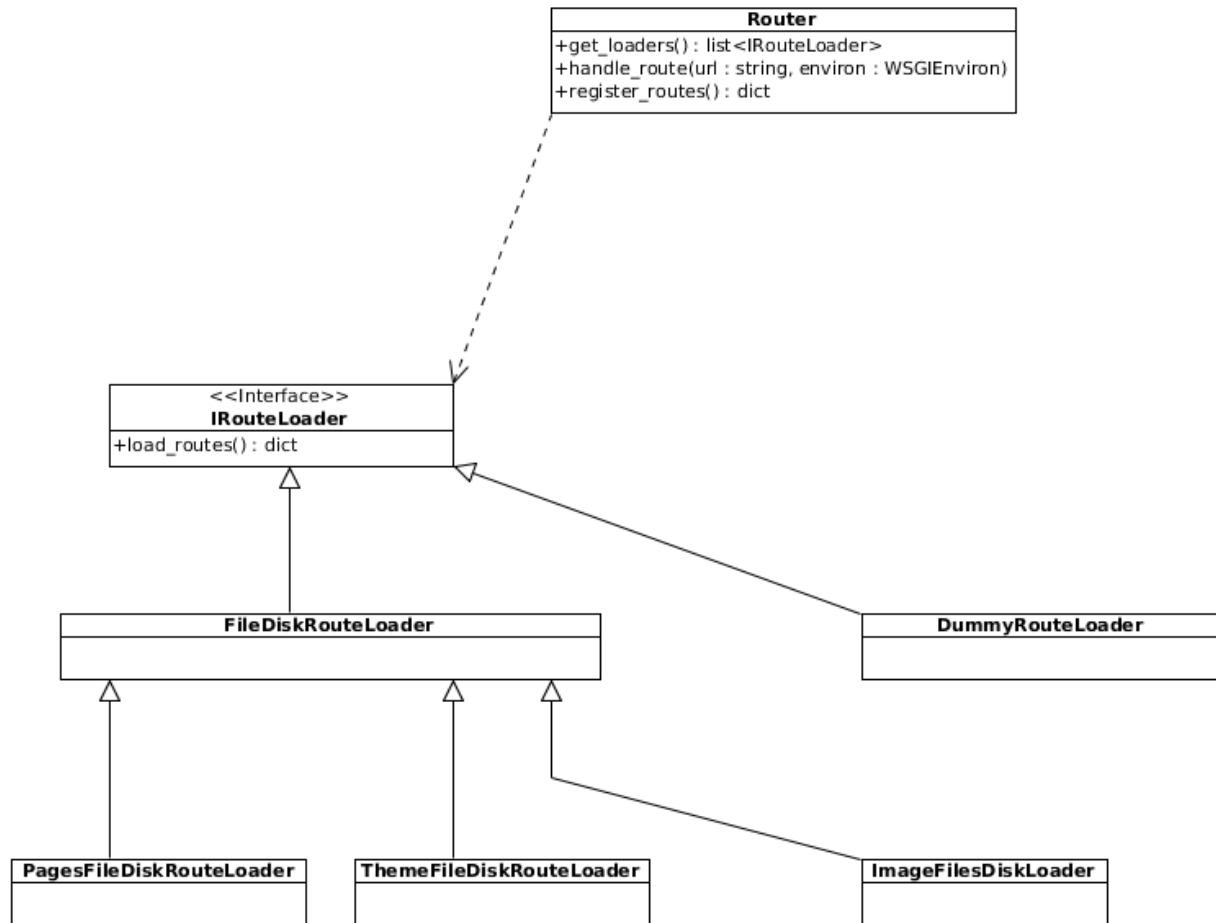 Router
+get_loaders() : list<IRouteLoader>
+handle_route(url : string, environ : WSGIEnviron)
+register_routes() : dict
<<Interface>>
IRouteLoader
+load_routes() : dict
FileDiskRouteLoader
DummyRouteLoader
PagesFileDiskRouteLoader
ThemeFileDiskRouteLoader
ImageFilesDiskLoader